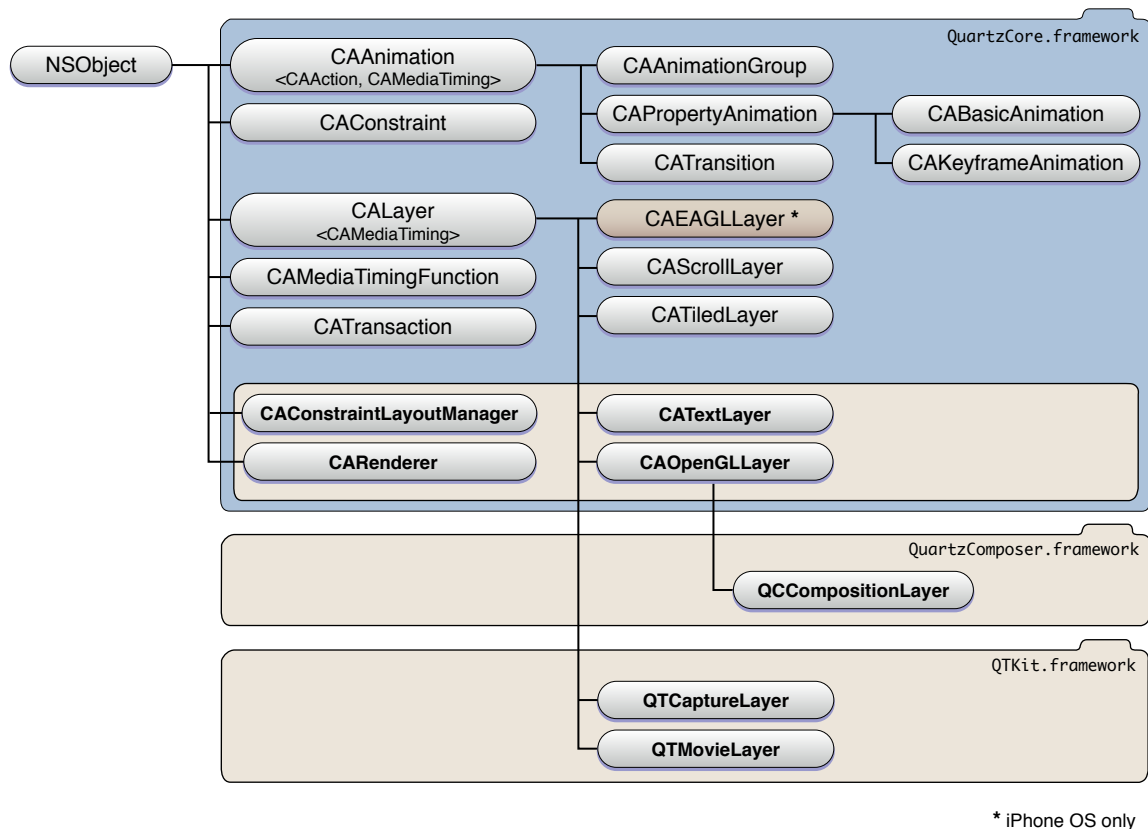 QuartzCore.framework
NSObject
CAAnimation
<CAAction, CAMediaTiming>
CAAnimationGroup
CAConstraint
CAPropertyAnimation
CABasicAnimation
CATransition
CAKeyframeAnimation
CALayer
<CAMediaTiming>
CAEAGLLayer *
CAMediaTimingFunction
CAScrollLayer
CATransaction
CATiledLayer
CAConstraintLayoutManager
CATextLayer
CARenderer
CAOpenGLLayer
QuartzComposer.framework
QCCompositionLayer
QTKit.framework
QTCaptureLayer
QTMovieLayer
* iPhone OS only